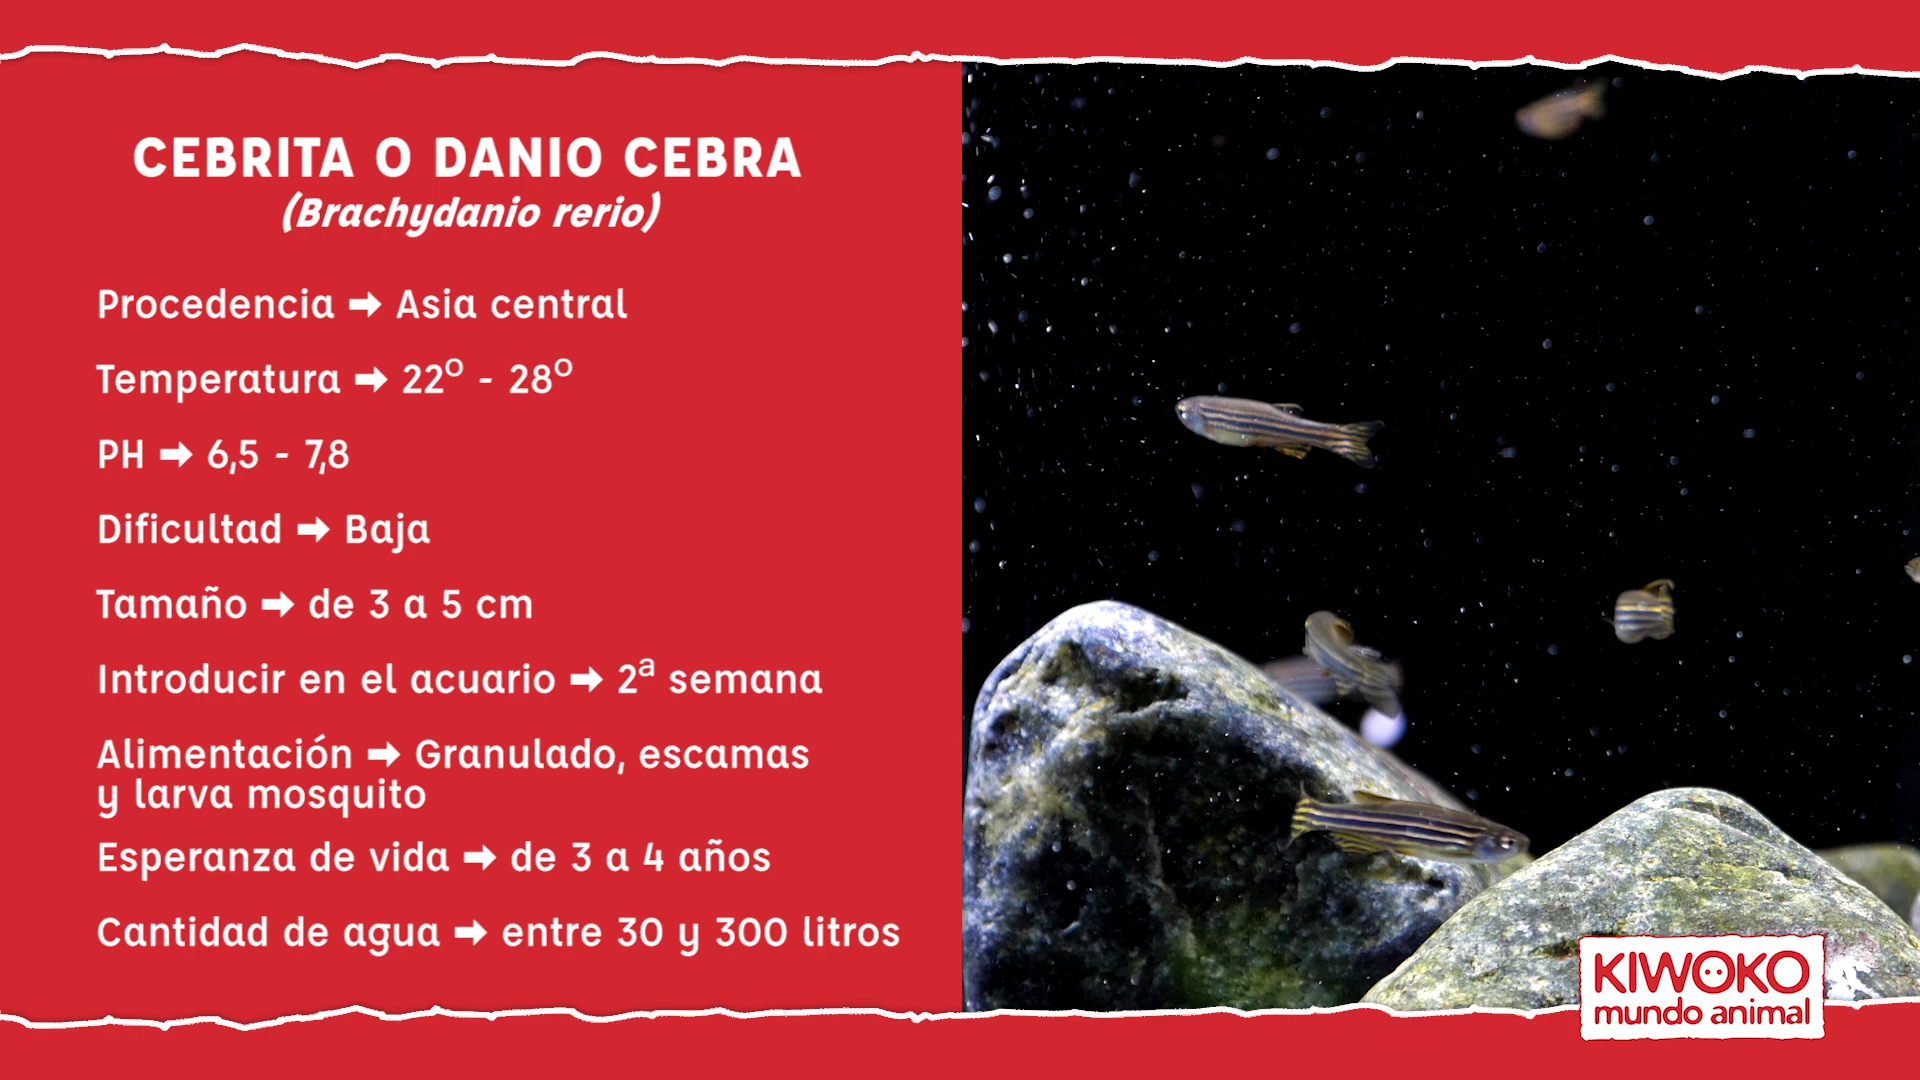 CEBRITA O DANIO CEBRA
(Brachydanio rerio)
Procedencia ➡ Asia central
Temperatura ➡ 22º - 28º
PH ➡ 6,5 - 7,8
Dificultad ➡ Baja
Tamaño ➡ de 3 a 5 cm
Introducir en el acuario ➡ 2ª semana
Alimentación ➡ Granulado, escamas
y larva mosquito
Esperanza de vida ➡ de 3 a 4 años
Cantidad de agua ➡ entre 30 y 300 litros
KIWOKO
mundo animal